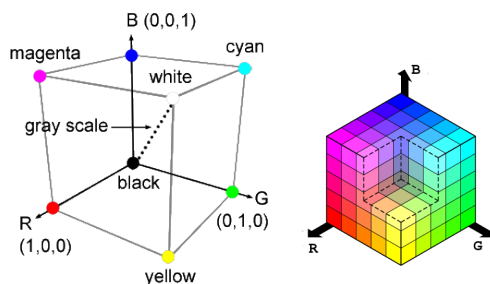 B (0,0,1)
magenta
cyan
white
gray scale
black
G
(0,1,0)
R
(1,0,0)
yellow
B
R
G